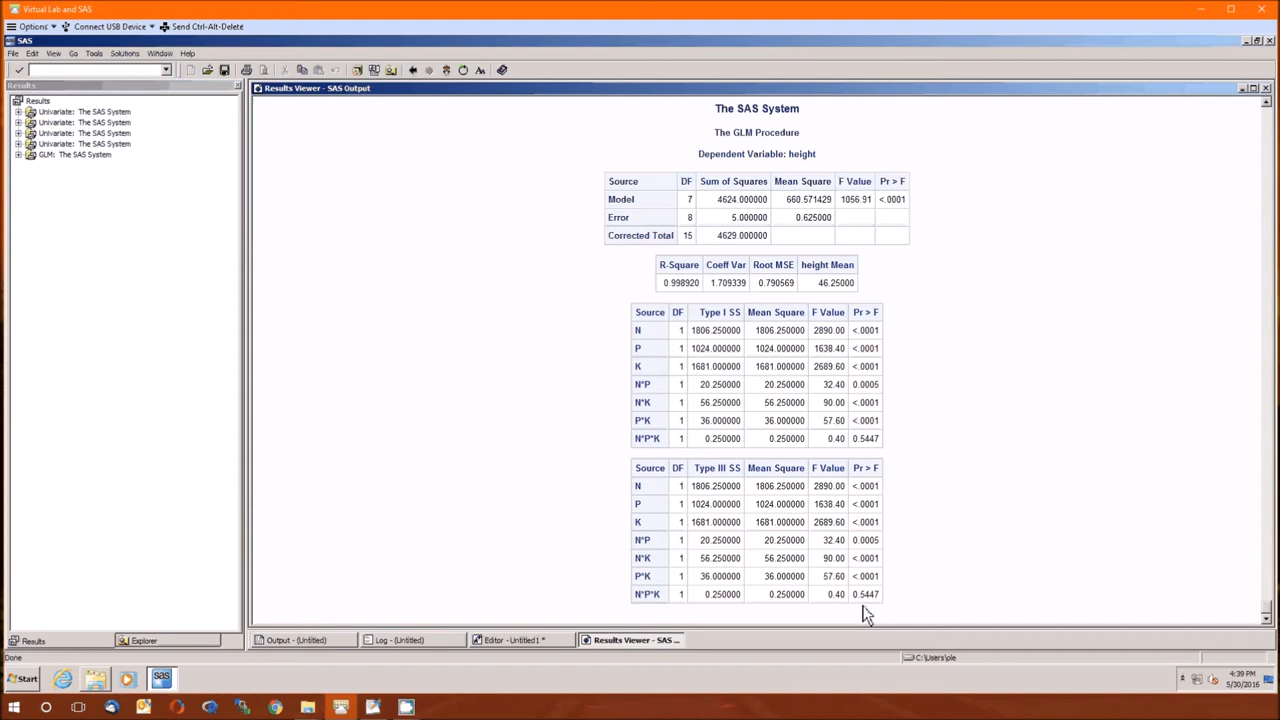 Virtual Lab and SAS
Options Connect USB Device Send Ctrl-Alt-Delete
SAS
File Edit View Go Tools Solutions Window Help
Results
Results Viewer - SAS Output
Results
Univariate: The SAS System
Univariate: The SAS System
Univariate: The SAS System
Univariate: The SAS System
GLM: The SAS System
The SAS System
The GLM Procedure
Dependent Variable: height
Source DF Sum of Squares Mean Square F Value Pr > F
Model 7 4624.000000 660.571429 1056.91 <.0001
Error 8 5.000000 0.625000
Corrected Total 15 4629.000000
R-Square Coeff Var Root MSE height Mean
0.998920 1.709339 0.790569 46.25000
Source DF Type I SS Mean Square F Value Pr > F
N 1 1806.250000 1806.250000 2890.00 <.0001
P 1 1024.000000 1024.000000 1638.40 <.0001
K 1 1681.000000 1681.000000 2689.60 <.0001
N*P 1 20.250000 20.250000 32.40 0.0005
N*K 1 56.250000 56.250000 90.00 <.0001
P*K 1 36.000000 36.000000 57.60 <.0001
N*P*K 1 0.250000 0.250000 0.40 0.5447
Source DF Type III SS Mean Square F Value Pr > F
N 1 1806.250000 1806.250000 2890.00 <.0001
P 1 1024.000000 1024.000000 1638.40 <.0001
K 1 1681.000000 1681.000000 2689.60 <.0001
N*P 1 20.250000 20.250000 32.40 0.0005
N*K 1 56.250000 56.250000 90.00 <.0001
P*K 1 36.000000 36.000000 57.60 <.0001
N*P*K 1 0.250000 0.250000 0.40 0.5447
Results Explorer
Output - (Untitled) Log - (Untitled) Editor - Untitled1 * Results Viewer - SAS ...
Done C:\Users\ple
Start sas
4:39 PM
5/30/2016